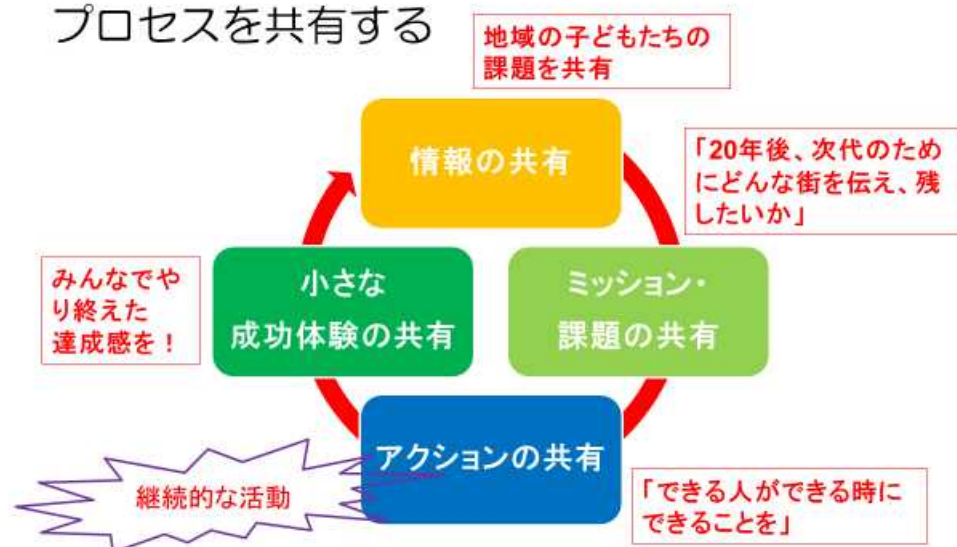 プロセスを共有する
地域の子どもたちの
課題を共有
情報の共有
「20年後、次代のため
にどんな街を伝え、残
したいか」
ミッション・
課題の共有
小さな
成功体験の共有
みんなでや
り終えた
達成感を！
アクションの共有
「できる人ができる時に
できることを」
継続的な活動